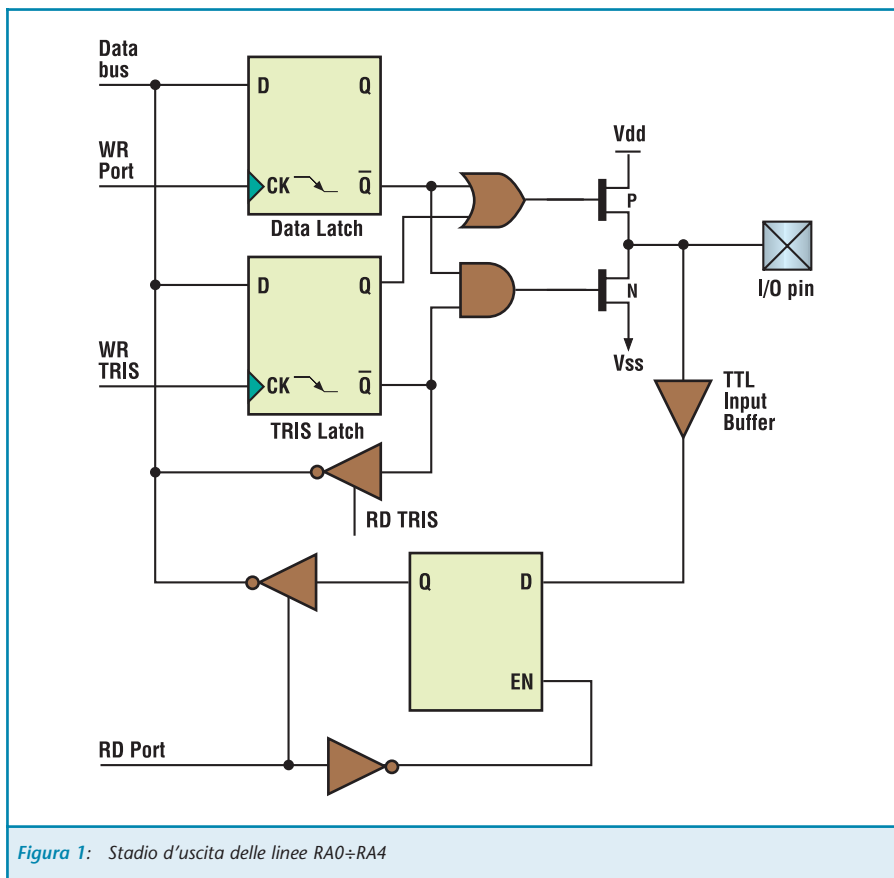 Data
bus
D
Q
WR
Port
CK
Q
Data Latch
Vdd
P
I/O pin
D
Q
N
WR
TRIS
CK
Q
TRIS Latch
Vss
TTL
Input
Buffer
RD TRIS
Q
D
EN
RD Port
Figura 1: Stadio d'uscita delle linee RA0÷RA4